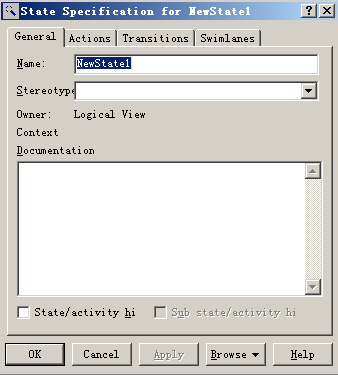 State Specification for NewState1
General Actions Transitions Swimlanes
Name: NewState1
Stereotype
Owner: Logical View
Context
Documentation
State/activity hi Sub state/activity hi
OK Cancel Apply Browse Help